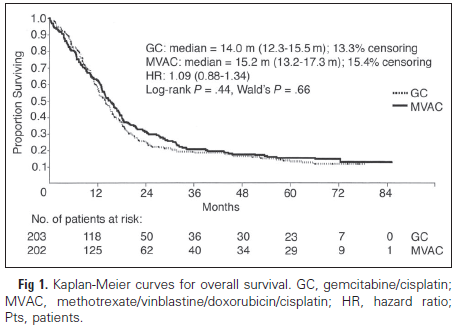 1.0
0.9
0.8
0.7
0.6
0.5
0.4
0.3
0.2
0.1
Proportion Surviving
GC: median = 14.0 m (12.3-15.5 m); 13.3% censoring
MVAC: median = 15.2 m (13.2-17.3 m); 15.4% censoring
HR: 1.09 (0.88-1.34)
Log-rank P = .44, Wald's P = .66
GC
MVAC
0 12 24 36 48 60 72 84
Months
No. of patients at risk:
203 118 50 36 30 23 7 0 GC
202 125 62 40 34 29 9 1 MVAC
Fig 1. Kaplan-Meier curves for overall survival. GC, gemcitabine/cisplatin;
MVAC, methotrexate/vinblastine/doxorubicin/cisplatin; HR, hazard ratio;
Pts, patients.